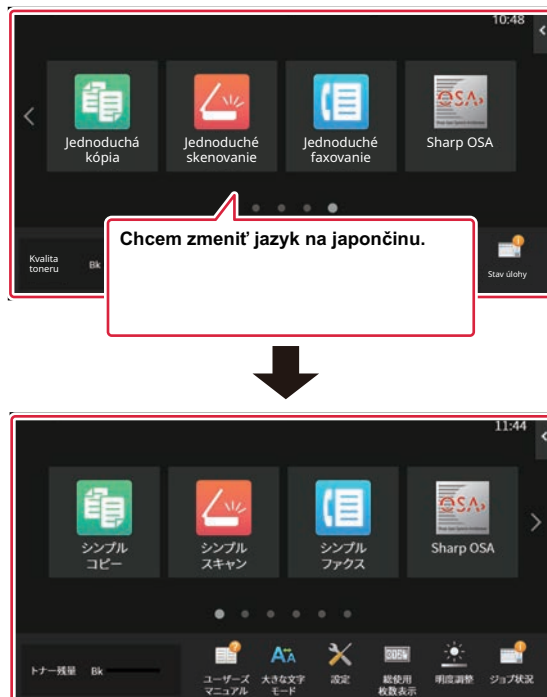 10:48
Jednoduchá
kópia
Jednoduché
skenovanie
Jednoduché
faxovanie
Sharp OSA
Chcem zmeniť jazyk na japončinu.
Kvalita
toneru
Bk
Stav úlohy
11:44
シンプル
コピー
シンプル
スキャン
シンプル
ファクス
Sharp OSA
トナー残量 Bk
ユーザーズ
マニュアル
大きな文字
モード
設定
総使用
枚数表示
明度調整
ジョブ状況